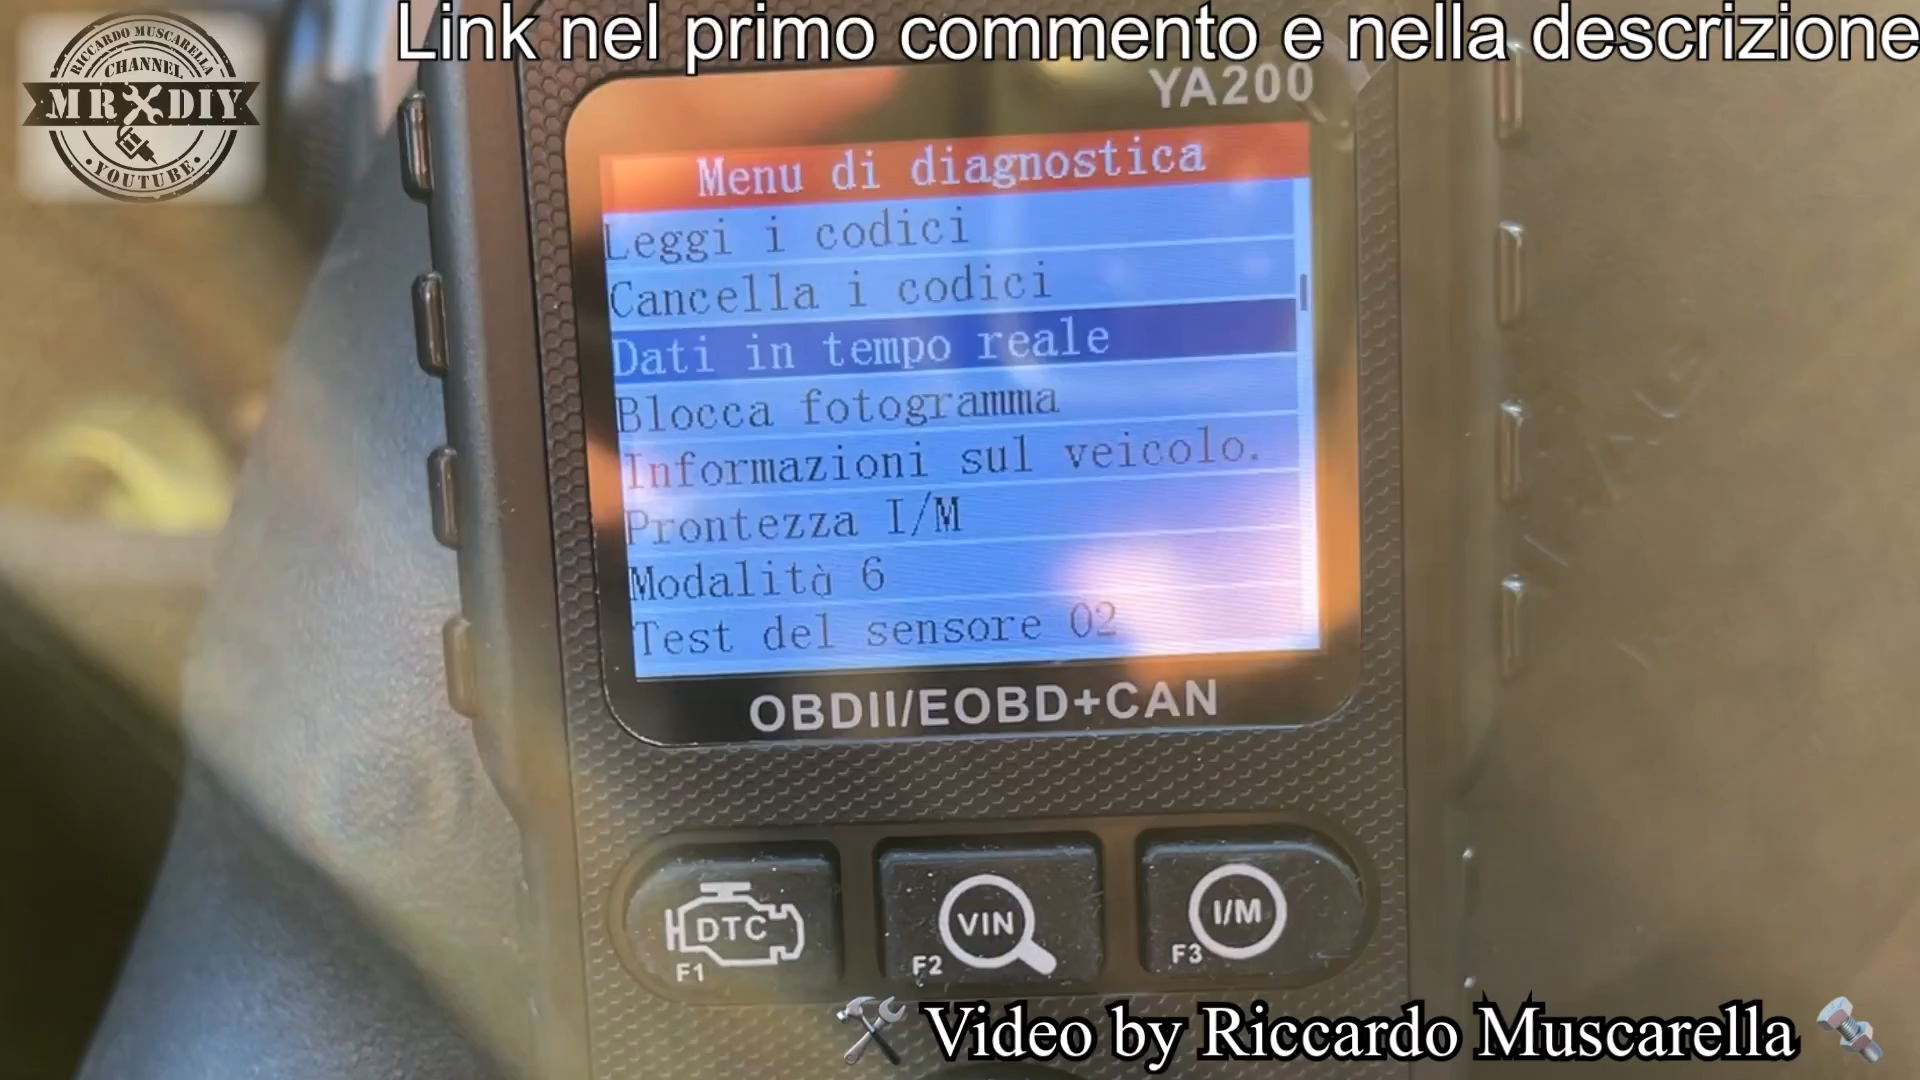 Link nel primo commento e nella descrizione
RICCARDO MUSCARELLA
CHANNEL
MR DIY
YOUTUBE
YA200
Menu di diagnostica
Leggi i codici
Cancella i codici
Dati in tempo reale
Blocca fotogramma
Informazioni sul veicolo.
Prontezza I/M
Modalità 6
Test del sensore O2
OBDII/EOBD+CAN
DTC
F1
VIN
F2
I/M
F3
Video by Riccardo Muscarella